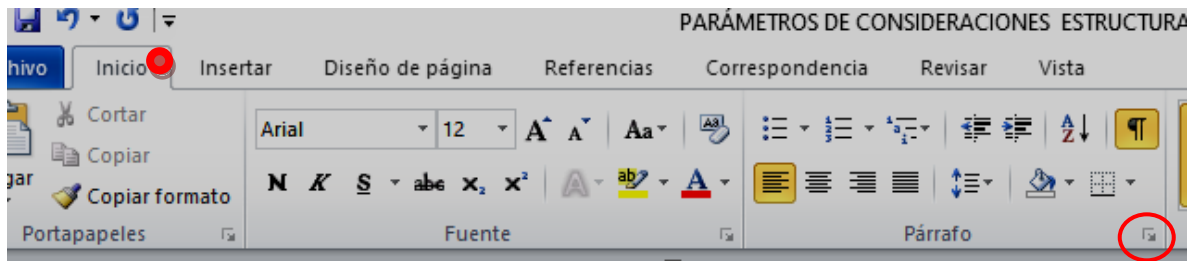 PARÁMETROS DE CONSIDERACIONES ESTRUCTURA
hivo Inicio Insertar Diseño de página Referencias Correspondencia Revisar Vista
Cortar
Copiar
gar
Copiar formato
Arial 12 A A Aa
N K S abc x₂ x² A ab A
Portapapeles Fuente Párrafo